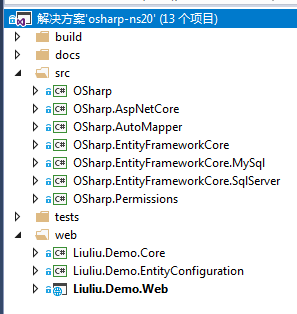 解决方案'osharp-ns20' (13 个项目)
build
docs
src
C# OSharp
C# OSharp.AspNetCore
C# OSharp.AutoMapper
C# OSharp.EntityFrameworkCore
C# OSharp.EntityFrameworkCore.MySql
C# OSharp.EntityFrameworkCore.SqlServer
C# OSharp.Permissions
tests
web
C# Liuliu.Demo.Core
C# Liuliu.Demo.EntityConfiguration
Liuliu.Demo.Web